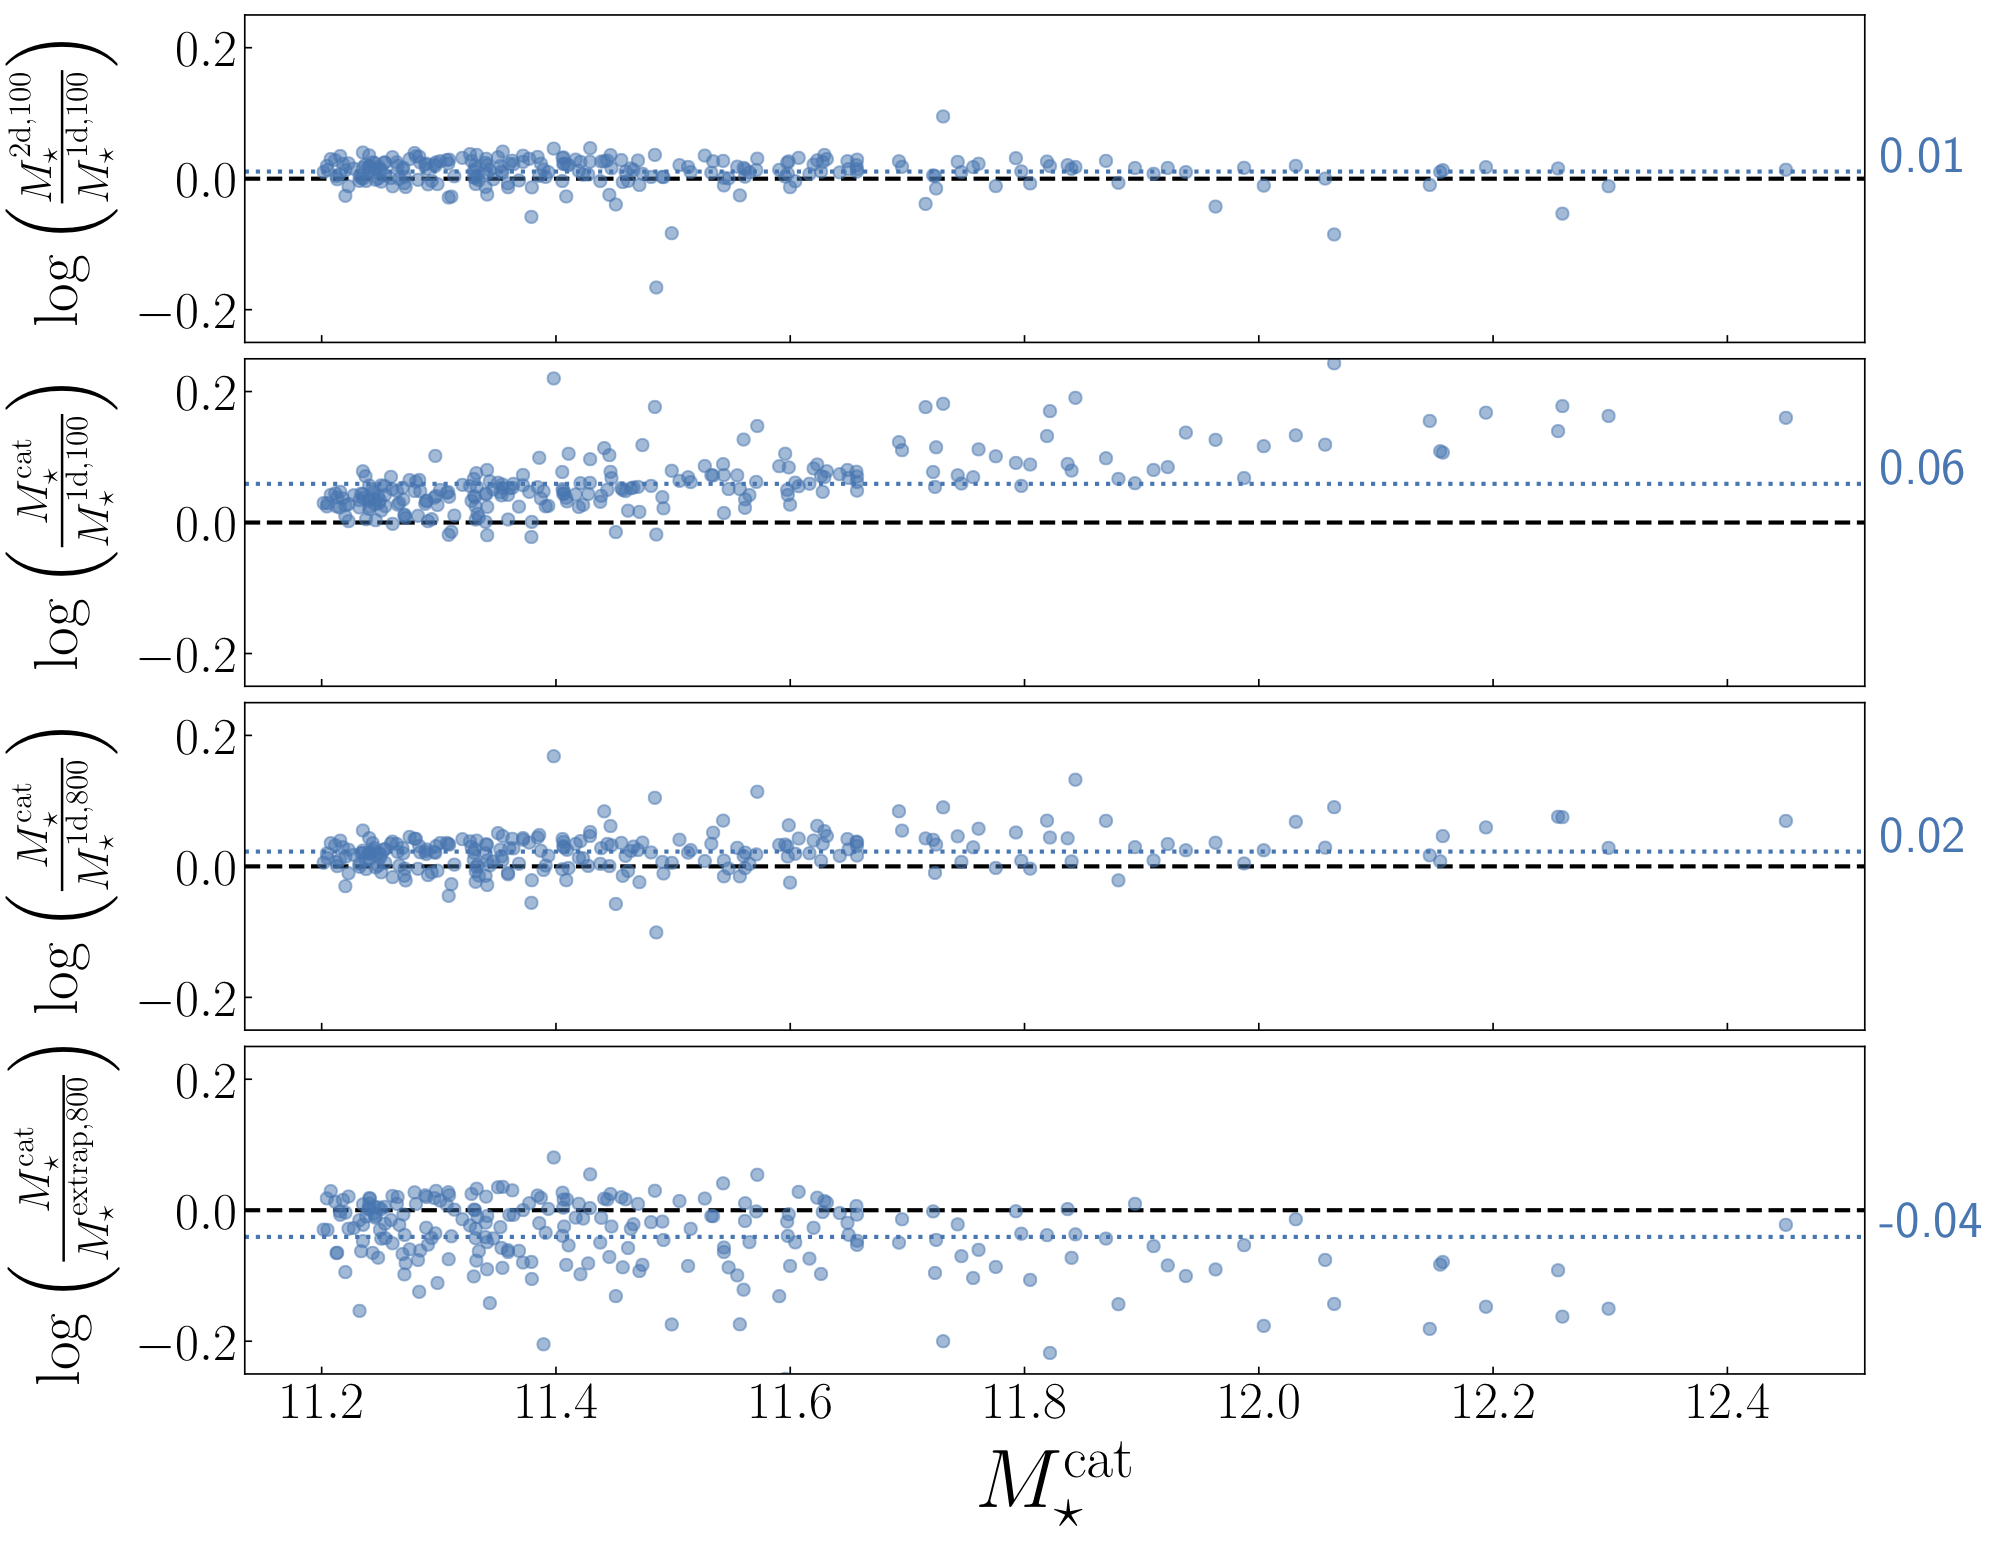 log (M⋆^2d,100 / M⋆^1d,100)
0.2
0.0
−0.2
0.01
log (M⋆^cat / M⋆^1d,100)
0.2
0.0
−0.2
0.06
log (M⋆^cat / M⋆^1d,800)
0.2
0.0
−0.2
0.02
log (M⋆^cat / M⋆^extrap,800)
0.2
0.0
−0.2
-0.04
11.2 11.4 11.6 11.8 12.0 12.2 12.4
M⋆^cat